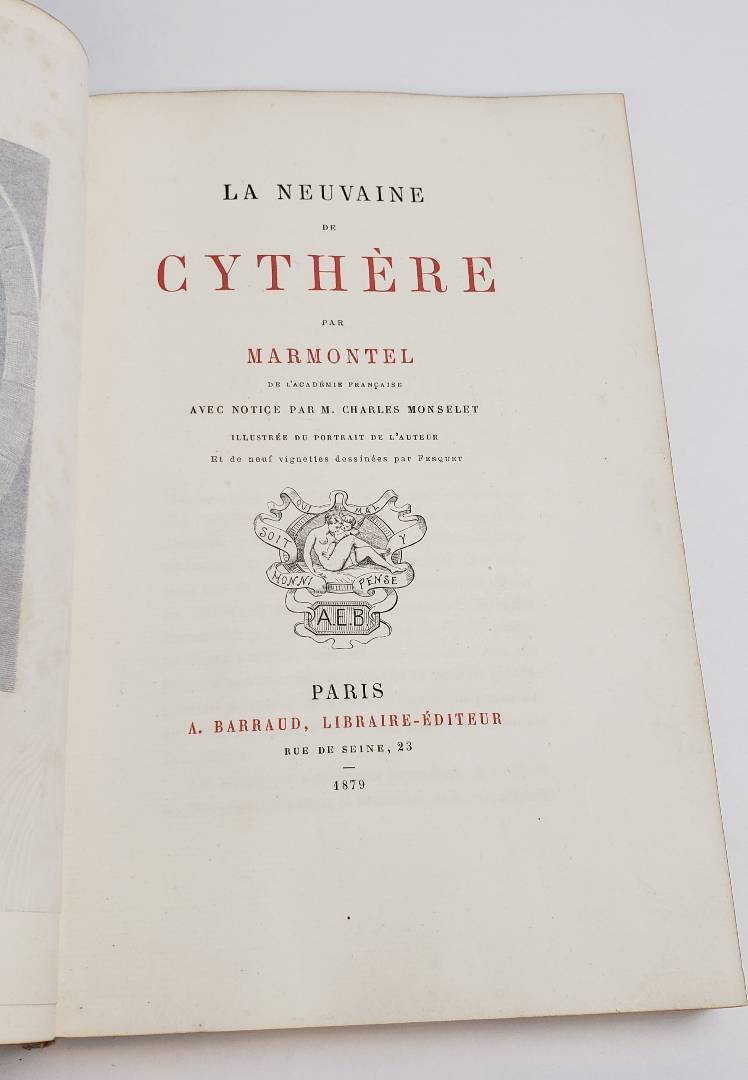 LA NEUVAINE
DE
CYTHÈRE
PAR
MARMONTEL
DE L'ACADÉMIE FRANÇAISE
AVEC NOTICE PAR M. CHARLES MONSELET
ILLUSTRÉE DU PORTRAIT DE L'AUTEUR
Et de neuf vignettes dessinées par FESQUET
QUI MAL
SOIT Y
HONNI PENSE
A.E.B.
PARIS
A. BARRAUD, LIBRAIRE-ÉDITEUR
RUE DE SEINE, 23
—
1879